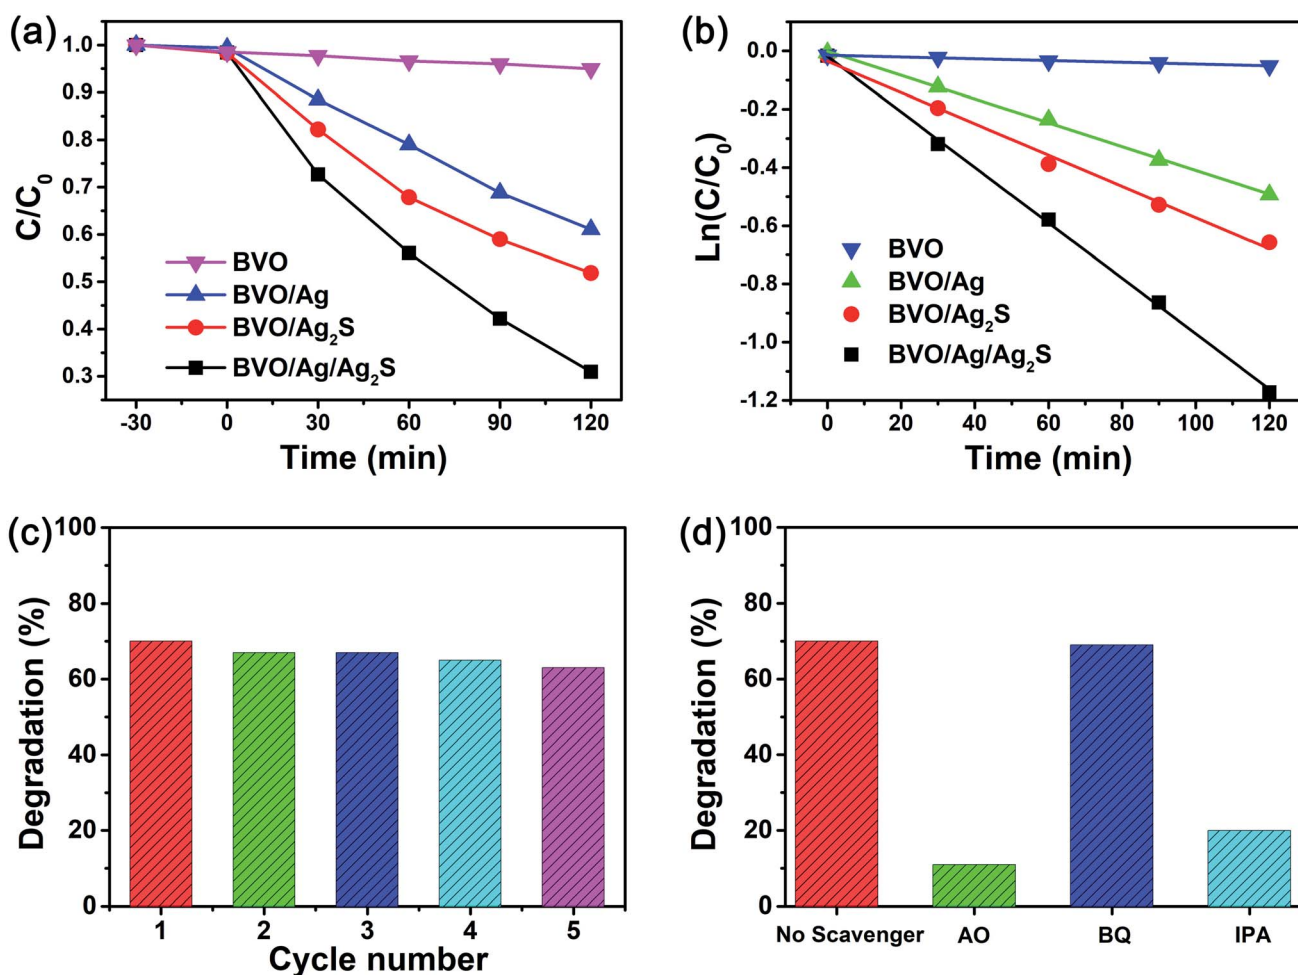 (a)
1.0
0.9
0.8
0.7
0.6
0.5
0.4
0.3
C/C0
BVO
BVO/Ag
BVO/Ag2S
BVO/Ag/Ag2S
-30 0 30 60 90 120
Time (min)
(b)
0.0
-0.2
-0.4
-0.6
-0.8
-1.0
-1.2
Ln(C/C0)
BVO
BVO/Ag
BVO/Ag2S
BVO/Ag/Ag2S
0 20 40 60 80 100 120
Time (min)
(c)
100
80
60
40
20
0
Degradation (%)
1 2 3 4 5
Cycle number
(d)
100
80
60
40
20
0
Degradation (%)
No Scavenger AO BQ IPA